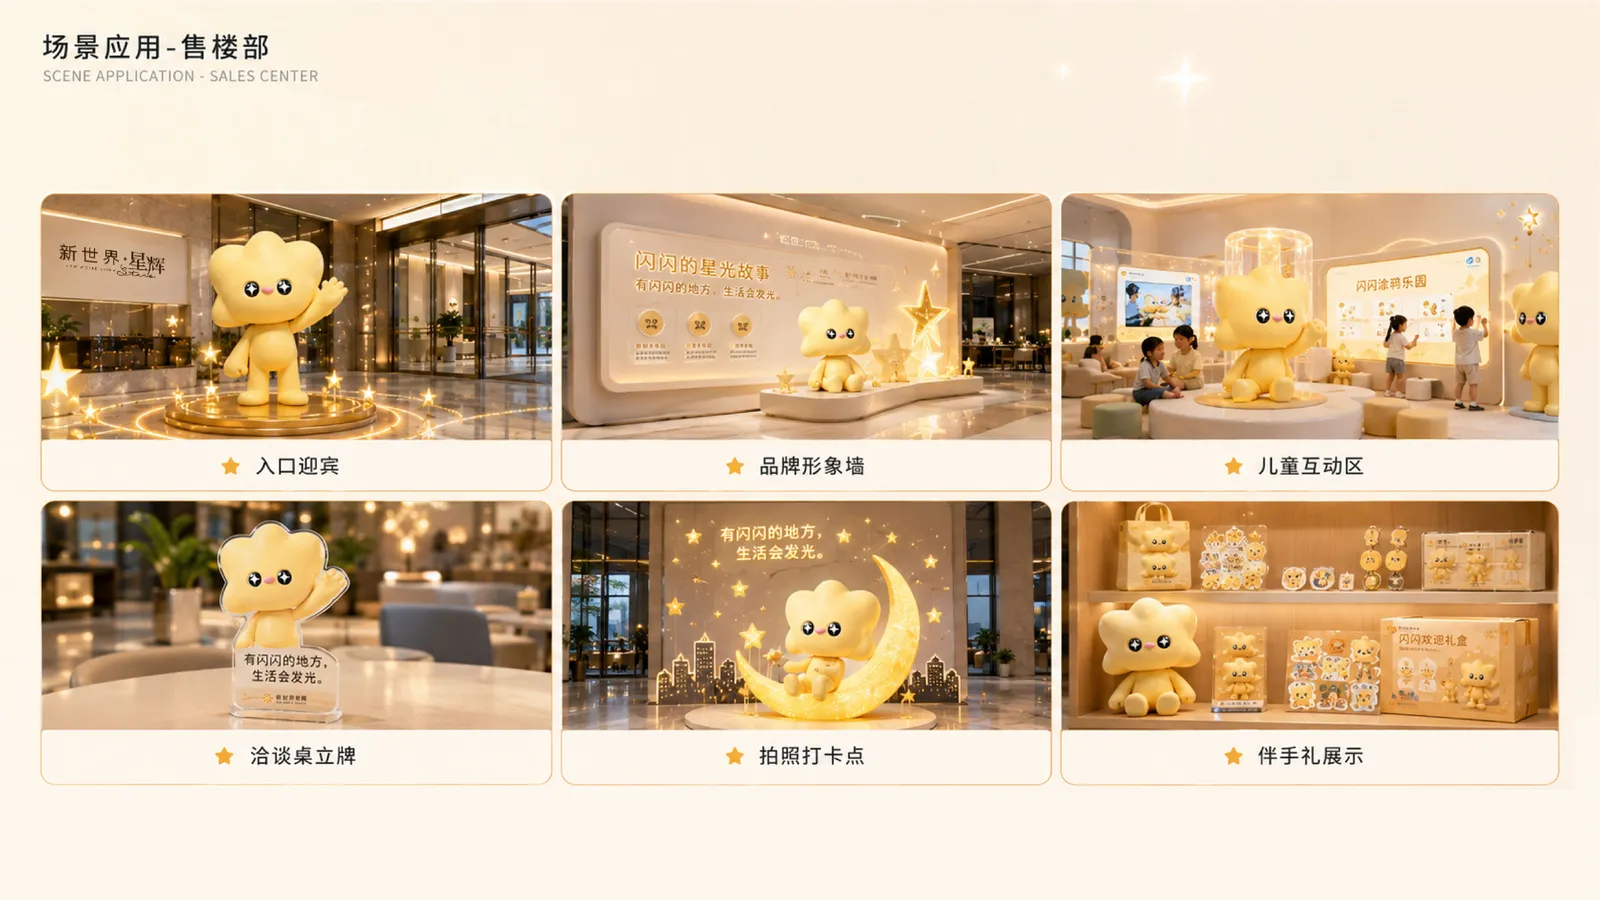 场景应用-售楼部
SCENE APPLICATION - SALES CENTER
新世界·星辉
闪闪的星光故事
有闪闪的地方，生活会发光。
闪闪涂鸦乐园
入口迎宾
品牌形象墙
儿童互动区
有闪闪的地方，
生活会发光。
有闪闪的地方，
生活会发光。
闪闪欢迎礼盒
洽谈桌立牌
拍照打卡点
伴手礼展示